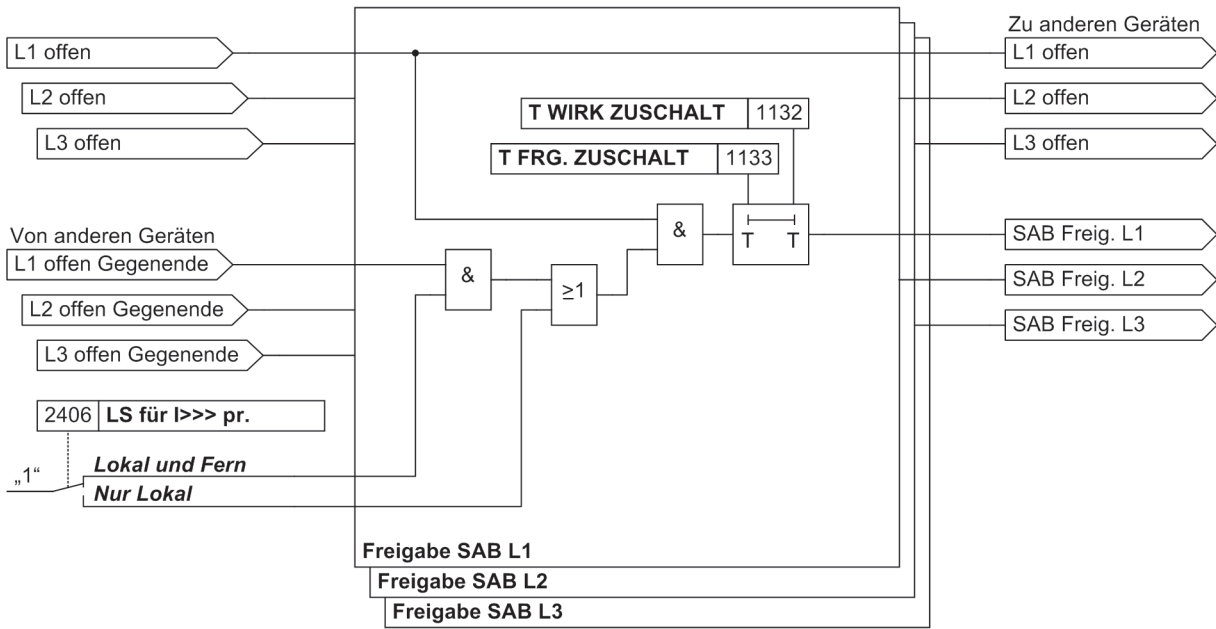 Zu anderen Geräten
L1 offen
L1 offen
L2 offen
L2 offen
T WIRK ZUSCHALT 1132
L3 offen
L3 offen
T FRG. ZUSCHALT 1133
Von anderen Geräten
&
T T
SAB Freig. L1
L1 offen Gegenende
&
SAB Freig. L2
≥1
L2 offen Gegenende
SAB Freig. L3
L3 offen Gegenende
2406 LS für I>>> pr.
„1“
Lokal und Fern
Nur Lokal
Freigabe SAB L1
Freigabe SAB L2
Freigabe SAB L3